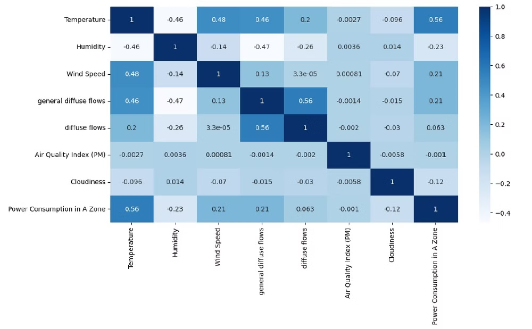 Temperature 1 -0.46 0.48 0.46 0.2 -0.0027 -0.096 0.56
Humidity -0.46 1 -0.14 -0.47 -0.26 0.0036 0.014 -0.23
Wind Speed 0.48 -0.14 1 0.13 3.3e-05 0.00081 -0.07 0.21
general diffuse flows 0.46 -0.47 0.13 1 0.56 -0.0014 -0.015 0.21
diffuse flows 0.2 -0.26 3.3e-05 0.56 1 -0.002 -0.03 0.063
Air Quality Index (PM) -0.0027 0.0036 0.00081 -0.0014 -0.002 1 -0.0058 -0.001
Cloudiness -0.096 0.014 -0.07 -0.015 -0.03 -0.0058 1 -0.12
Power Consumption in A Zone 0.56 -0.23 0.21 0.21 0.063 -0.001 -0.12 1
Temperature
Humidity
Wind Speed
general diffuse flows
diffuse flows
Air Quality Index (PM)
Cloudiness
Power Consumption in A Zone
1.0
0.8
0.6
0.4
0.2
0.0
-0.2
-0.4